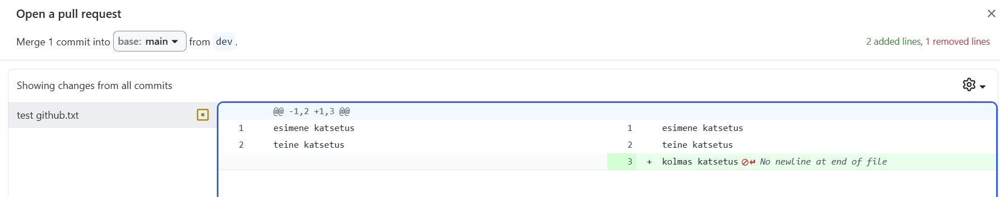 Open a pull request
Merge 1 commit into base: main from dev.
2 added lines, 1 removed lines
Showing changes from all commits
test github.txt
@@ -1,2 +1,3 @@
1 esimene katsetus 1 esimene katsetus
2 teine katsetus 2 teine katsetus
3 + kolmas katsetus No newline at end of file